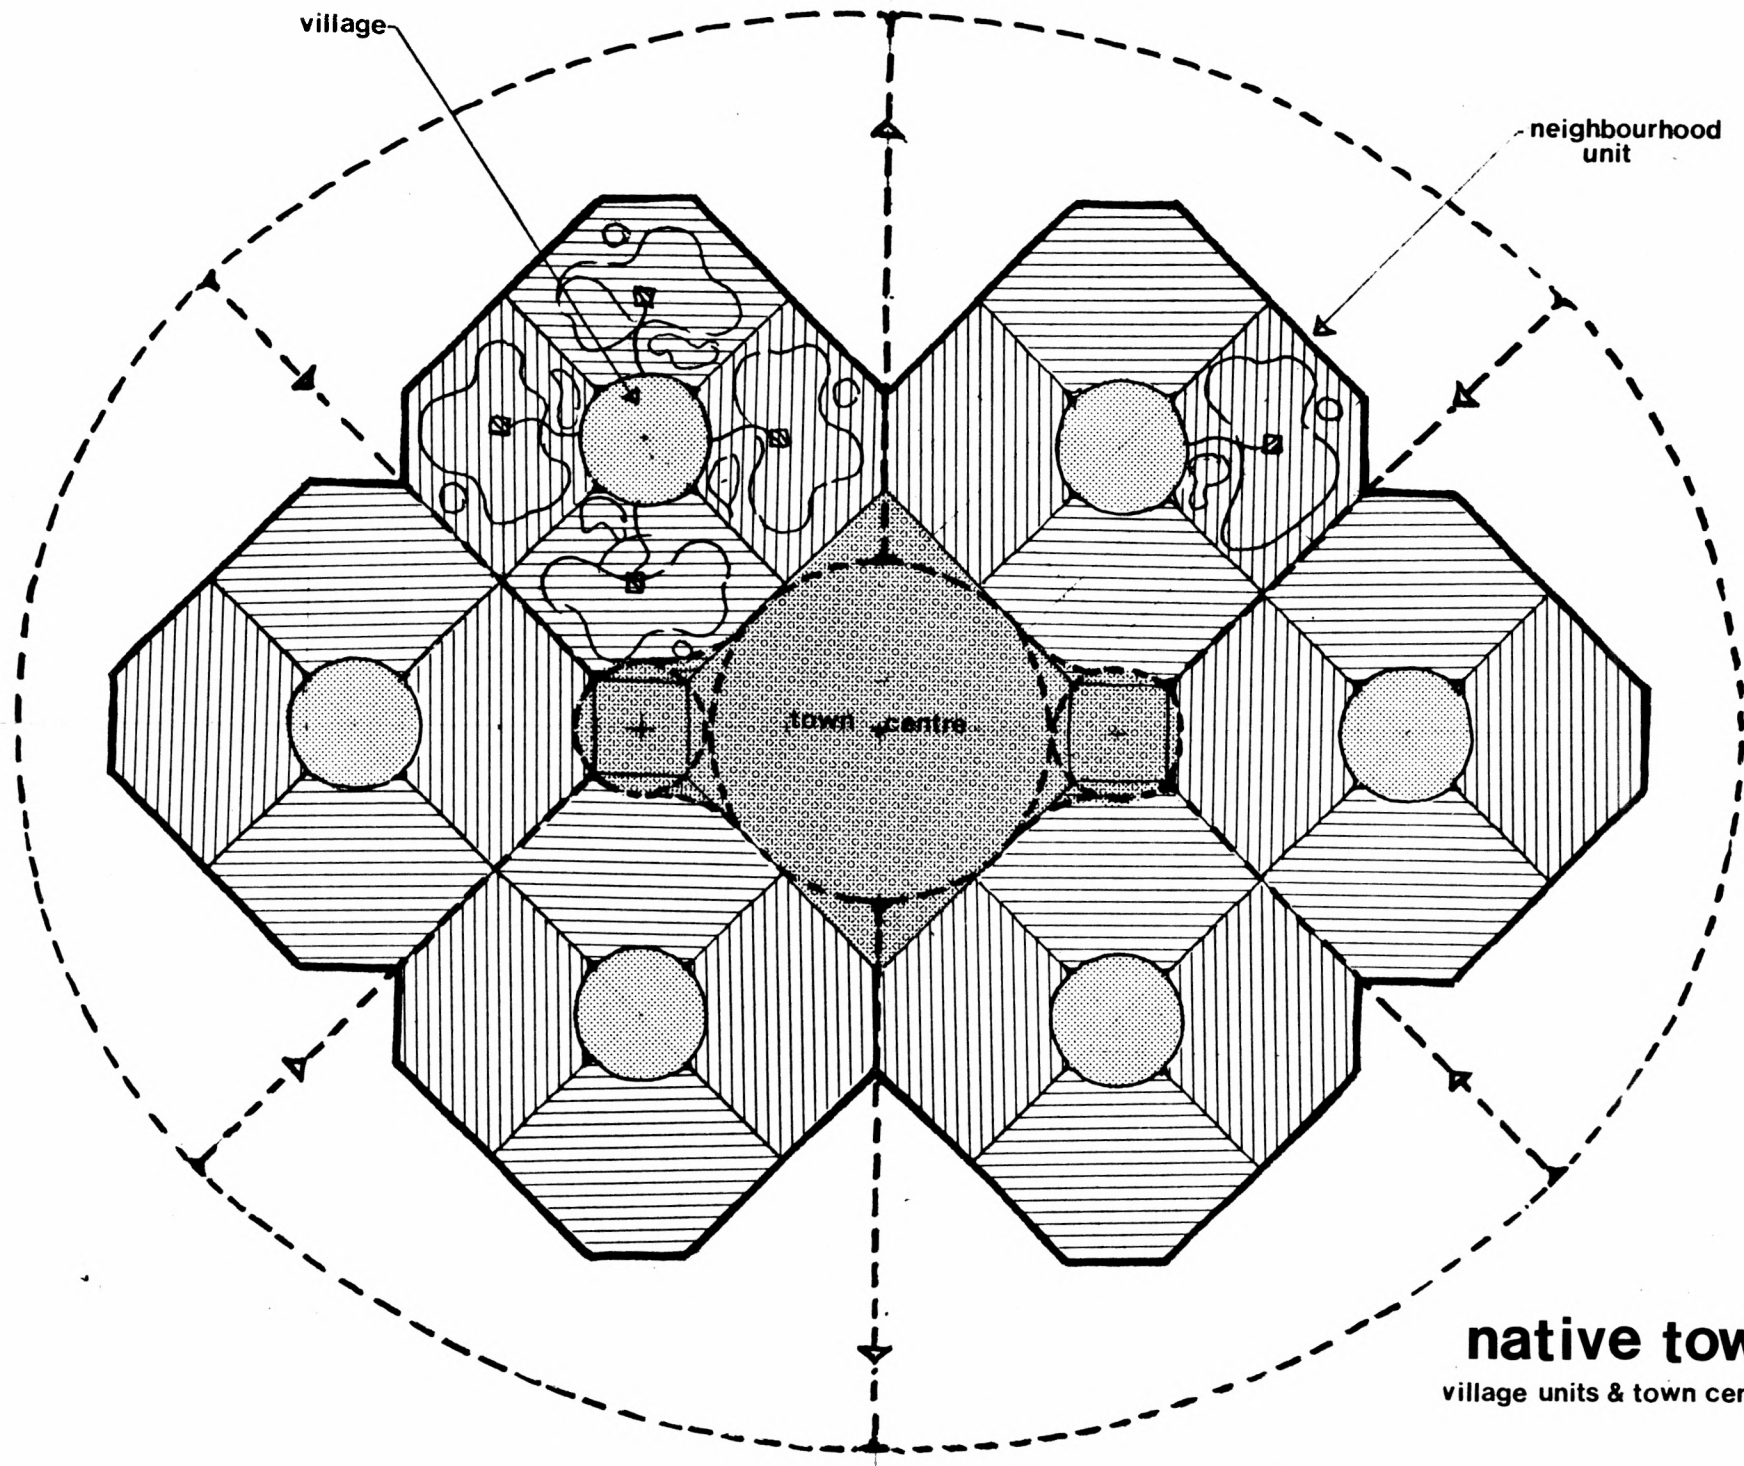 village
neighbourhood
unit
town centre
native tow
village units & town cen